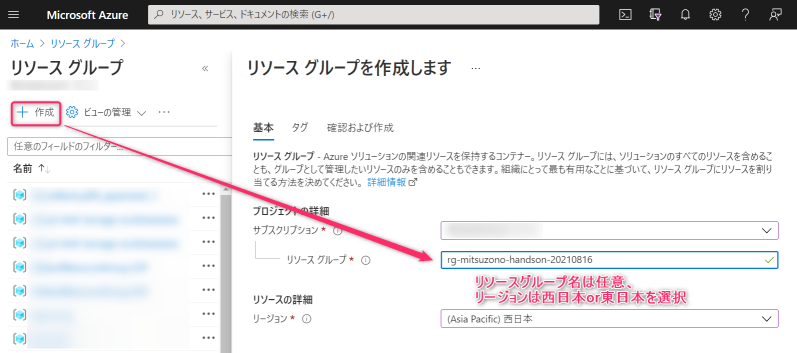 Microsoft Azure
リソース、サービス、ドキュメントの検索 (G+/)
ホーム > リソース グループ >
リソース グループ
«
+ 作成
ビューの管理
任意のフィールドのフィルター...
名前 ↑↓
リソース グループを作成します ...
基本 タグ 確認および作成
リソース グループ - Azure ソリューションの関連リソースを保持するコンテナー。リソース グループには、ソリューションのすべてのリソースを含めるこ
とも、グループとして管理したいリソースのみを含めることもできます。組織にとって最も有用なことに基づいて、リソース グループにリソースを割り
当てる方法を決めてください。 詳細情報
プロジェクトの詳細
サブスクリプション *
リソース グループ *
rg-mitsuzono-handson-20210816
リソースグループ名は任意、
リージョンは西日本or東日本を選択
リソースの詳細
リージョン *
(Asia Pacific) 西日本